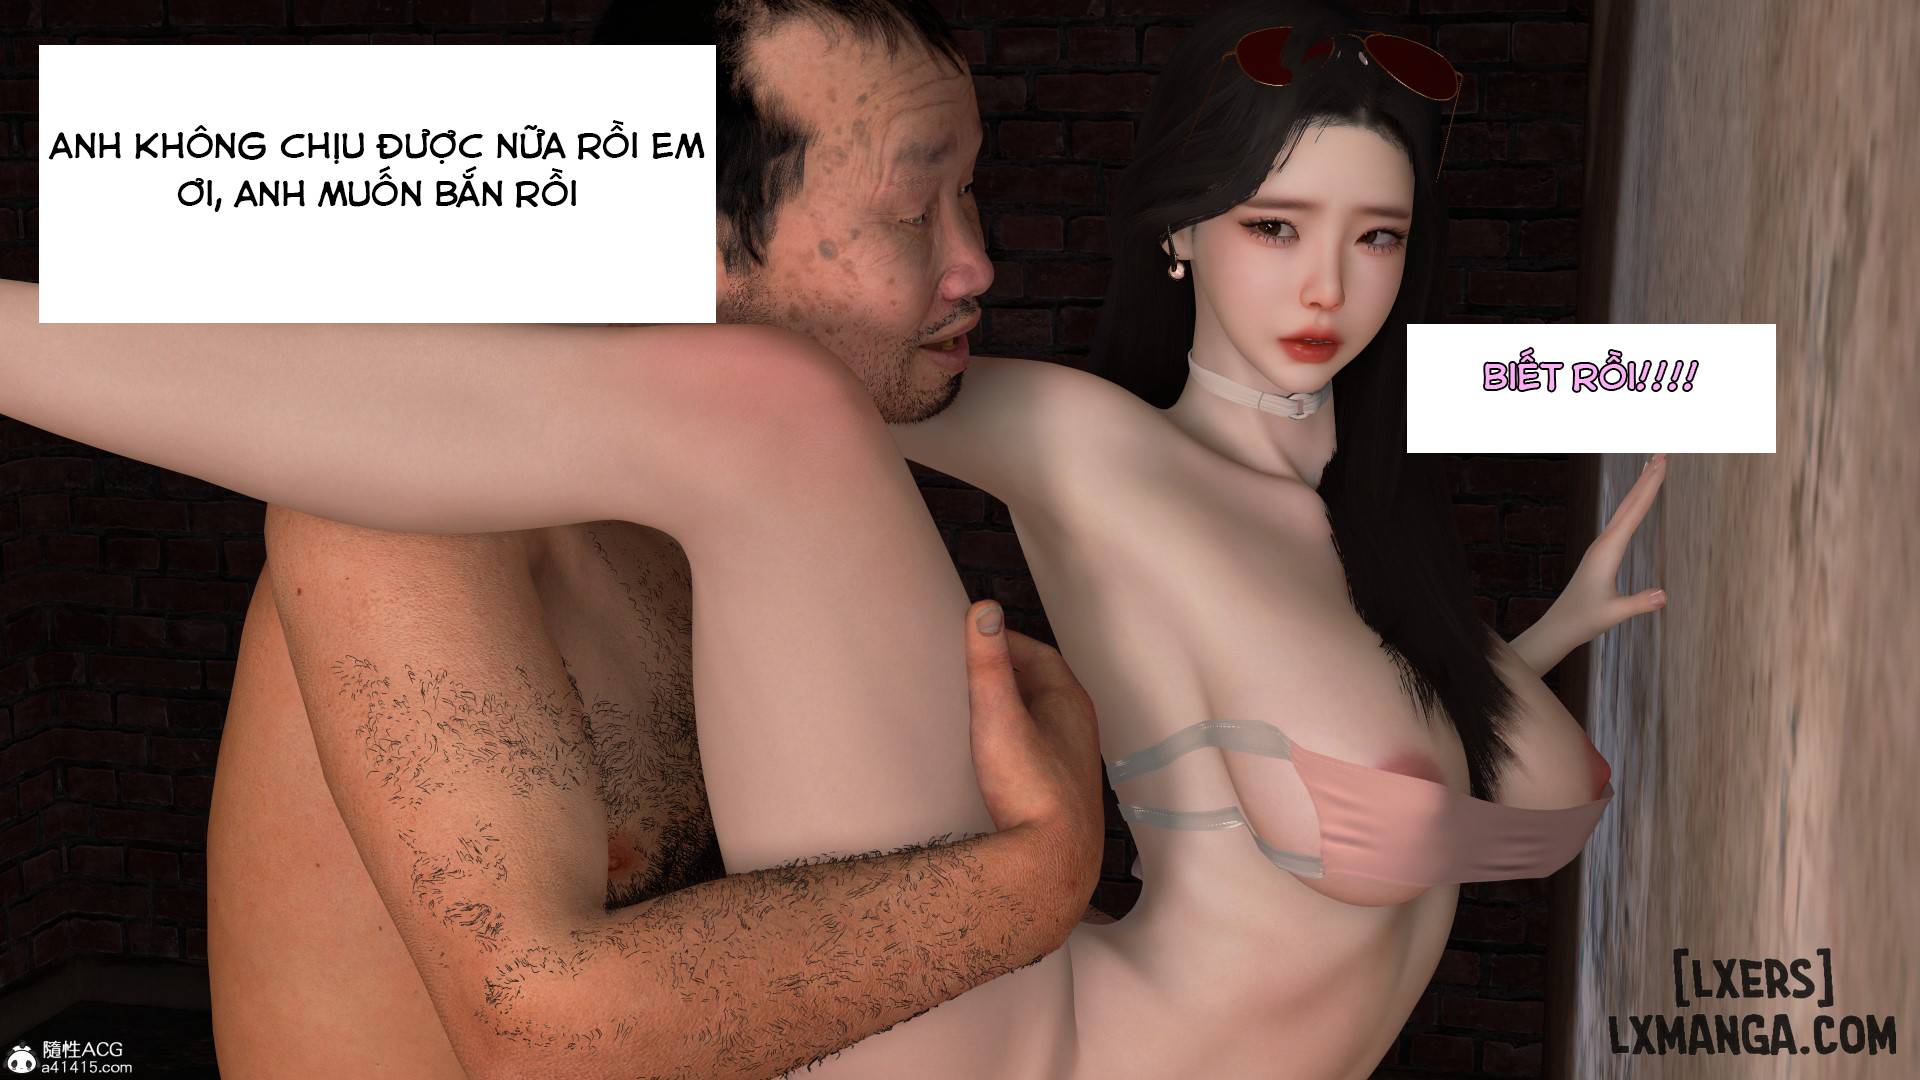 ANH KHÔNG CHỊU ĐƯỢC NỮA RỒI EM
ƠI, ANH MUỐN BẮN RỒI
BIẾT RỒI!!!!
[LXERS]
LXMANGA.COM
隨性ACG
a41415.com